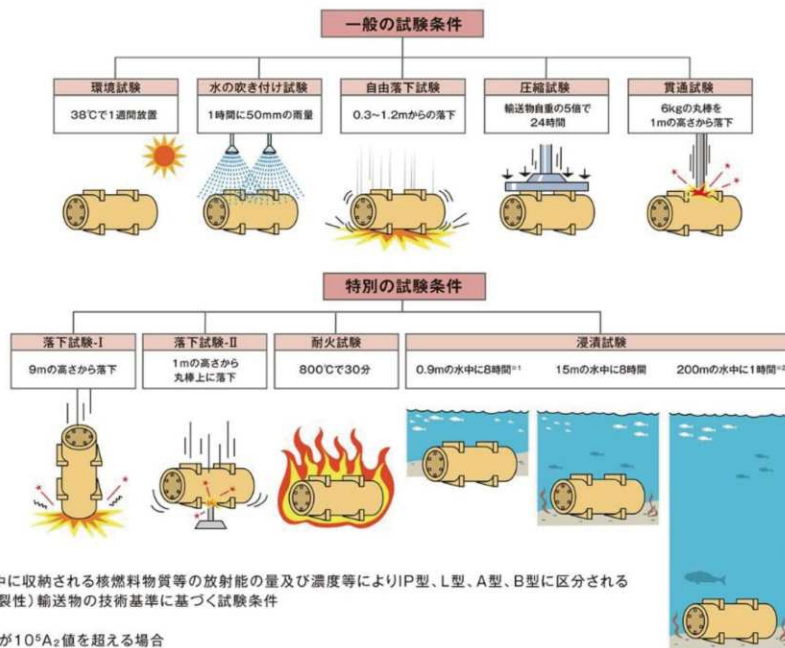 一般の試験条件
環境試験
38℃で1週間放置
水の吹き付け試験
1時間に50mmの雨量
自由落下試験
0.3～1.2mからの落下
圧縮試験
輸送物自重の5倍で
24時間
貫通試験
6kgの丸棒を
1mの高さから落下
特別の試験条件
落下試験-Ⅰ
9mの高さから落下
落下試験-Ⅱ
1mの高さから
丸棒上に落下
耐火試験
800℃で30分
浸漬試験
0.9mの水中に8時間※1
15mの水中に8時間
200mの水中に1時間※2
中に収納される核燃料物質等の放射能の量及び濃度等によりIP型、L型、A型、B型に区分される
裂性）輸送物の技術基準に基づく試験条件
が10⁵A₂値を超える場合